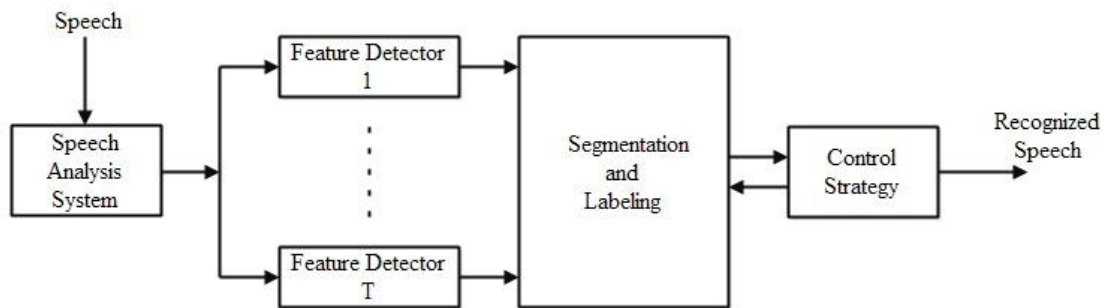 Speech
Speech
Analysis
System
Feature Detector
1
Feature Detector
T
Segmentation
and
Labeling
Control
Strategy
Recognized
Speech